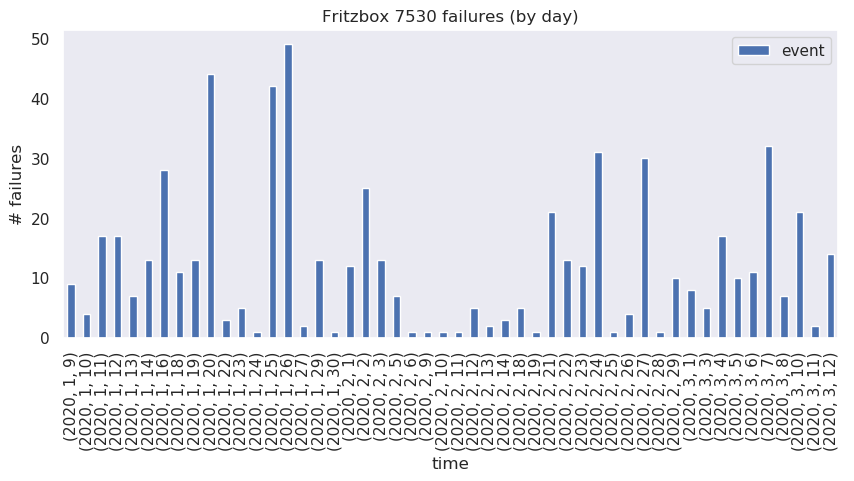 Fritzbox 7530 failures (by day)
event
# failures
50
40
30
20
10
0
(2020, 1, 9)
(2020, 1, 10)
(2020, 1, 11)
(2020, 1, 12)
(2020, 1, 13)
(2020, 1, 14)
(2020, 1, 16)
(2020, 1, 18)
(2020, 1, 19)
(2020, 1, 20)
(2020, 1, 22)
(2020, 1, 23)
(2020, 1, 24)
(2020, 1, 25)
(2020, 1, 26)
(2020, 1, 27)
(2020, 1, 29)
(2020, 1, 30)
(2020, 2, 1)
(2020, 2, 2)
(2020, 2, 3)
(2020, 2, 5)
(2020, 2, 6)
(2020, 2, 9)
(2020, 2, 10)
(2020, 2, 11)
(2020, 2, 12)
(2020, 2, 13)
(2020, 2, 14)
(2020, 2, 18)
(2020, 2, 19)
(2020, 2, 21)
(2020, 2, 22)
(2020, 2, 23)
(2020, 2, 24)
(2020, 2, 25)
(2020, 2, 26)
(2020, 2, 27)
(2020, 2, 28)
(2020, 2, 29)
(2020, 3, 1)
(2020, 3, 3)
(2020, 3, 4)
(2020, 3, 5)
(2020, 3, 6)
(2020, 3, 7)
(2020, 3, 8)
(2020, 3, 10)
(2020, 3, 11)
(2020, 3, 12)
time